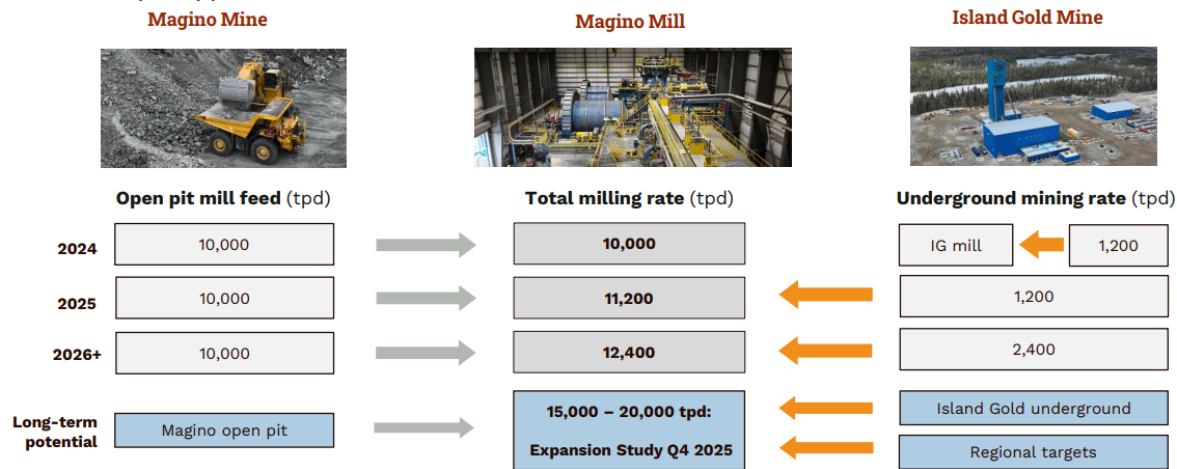 Magino Mine
Magino Mill
Island Gold Mine
Open pit mill feed (tpd)
Total milling rate (tpd)
Underground mining rate (tpd)
2024
10,000
10,000
IG mill
1,200
2025
10,000
11,200
1,200
2026+
10,000
12,400
2,400
Long-term
potential
Magino open pit
15,000 – 20,000 tpd:
Expansion Study Q4 2025
Island Gold underground
Regional targets